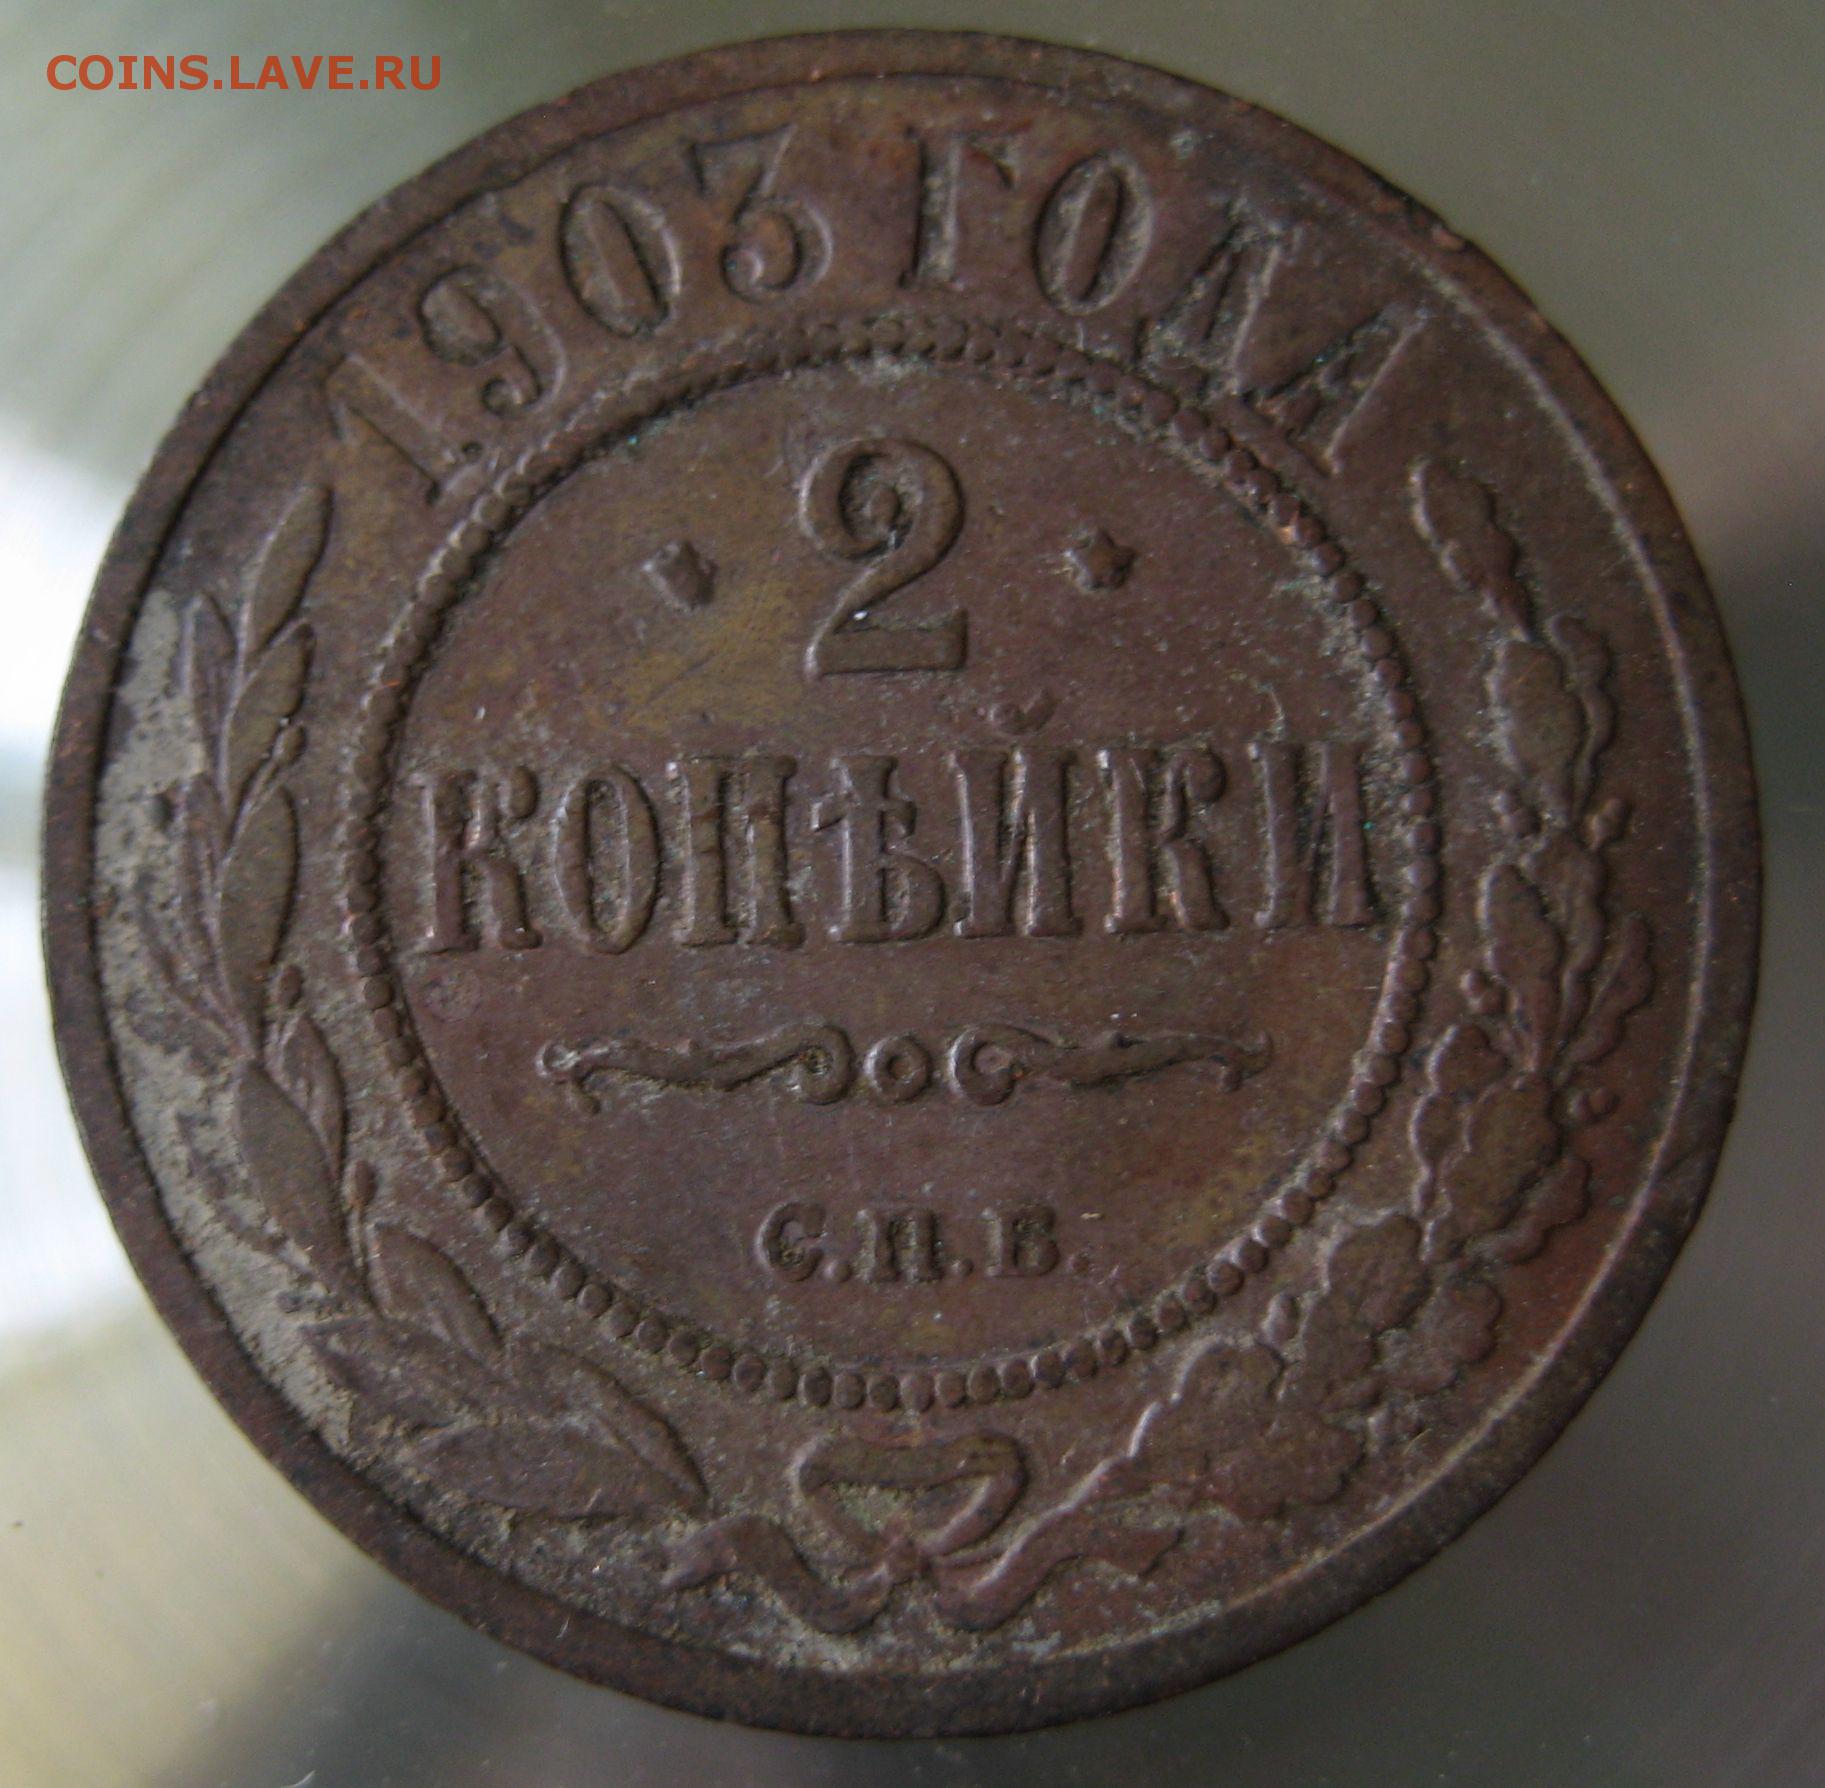 COINS.LAVE.RU
1903 ГОДА
2
КОПѢЙКИ
С.П.Б.